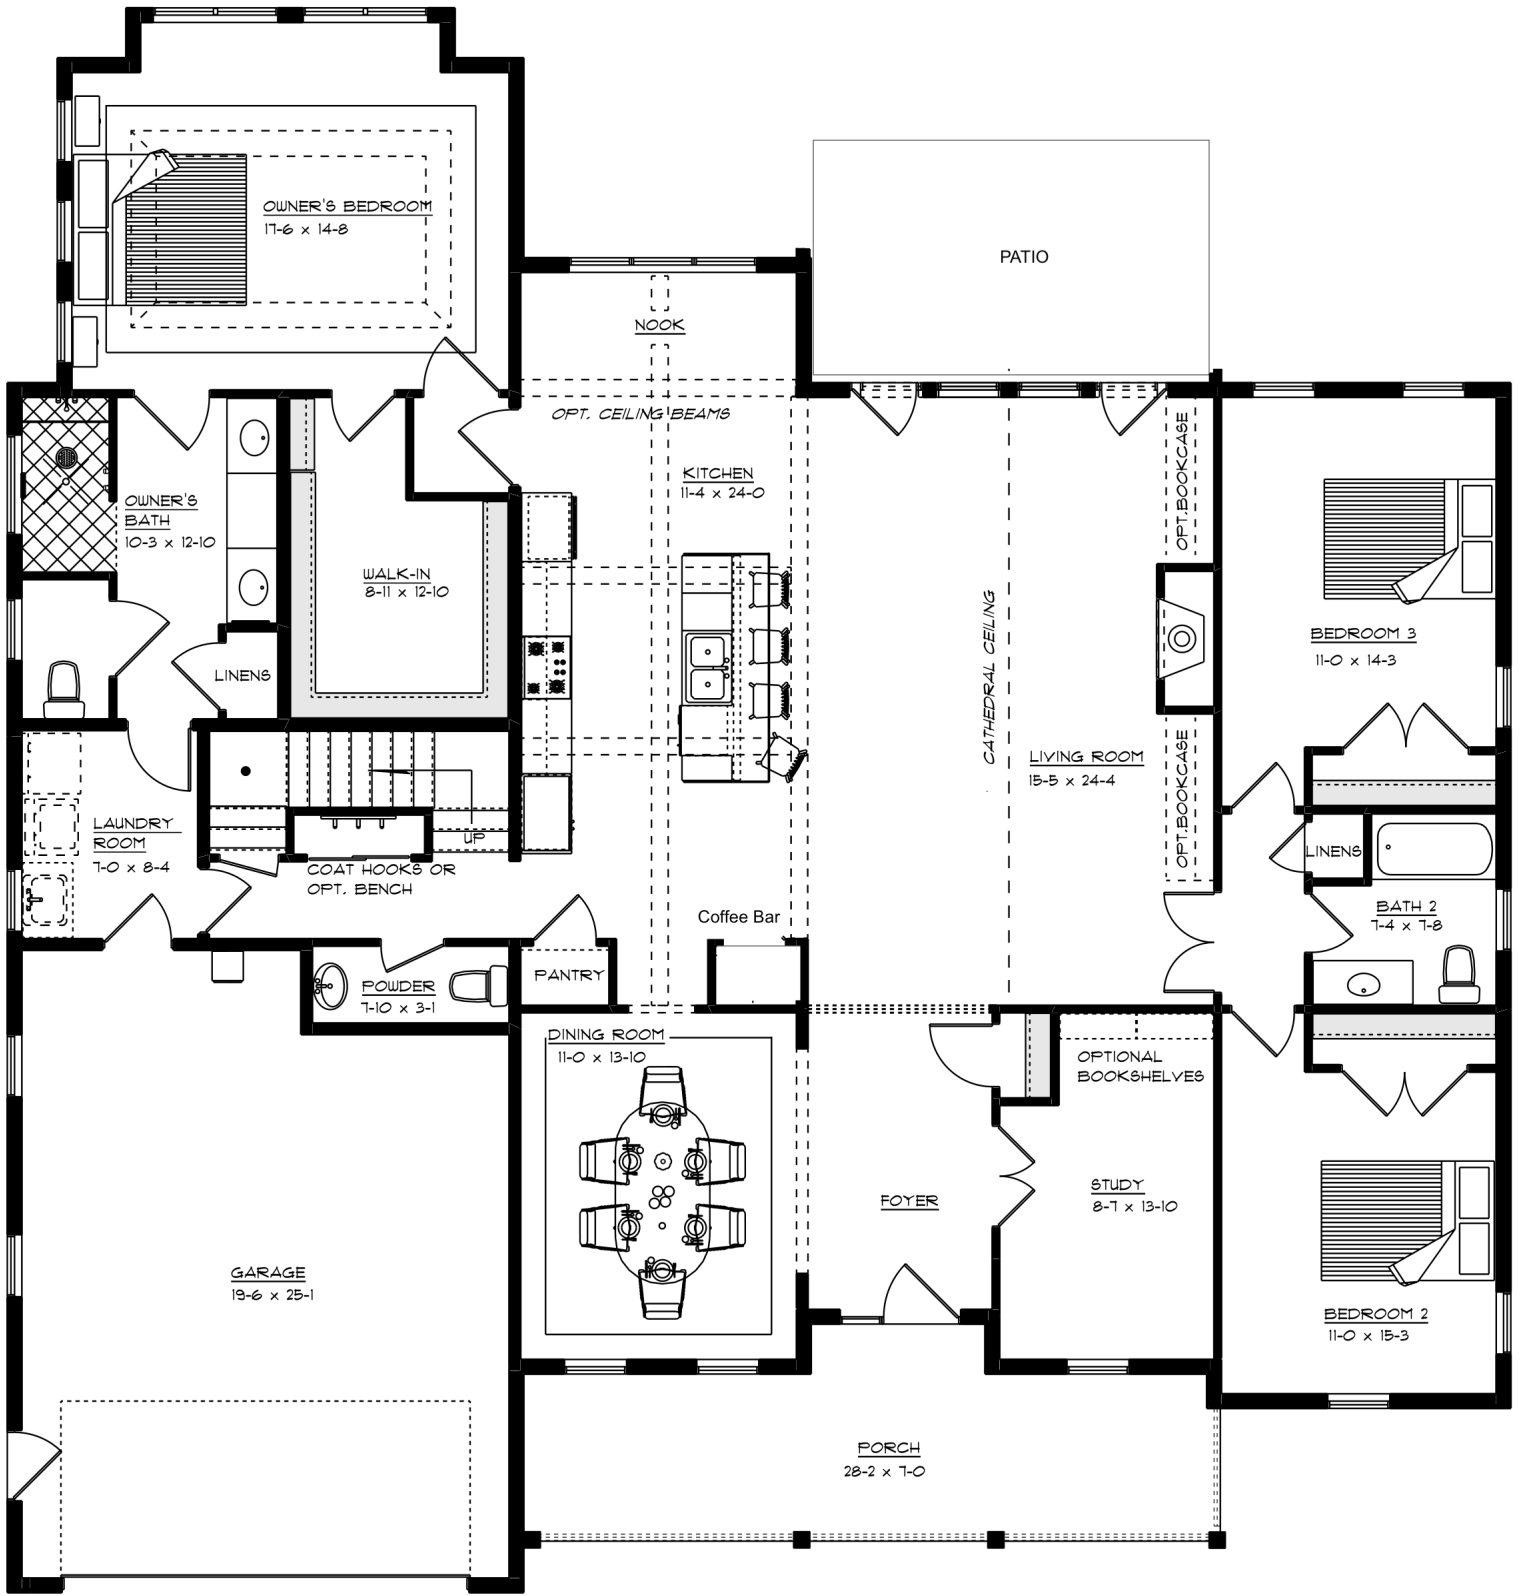 OWNER'S BEDROOM
17-6 x 14-8
PATIO
NOOK
OPT. CEILING BEAMS
KITCHEN
11-4 x 24-0
OPT.BOOKCASE
OWNER'S
BATH
10-3 x 12-10
WALK-IN
8-11 x 12-10
LINENS
CATHEDRAL CEILING
BEDROOM 3
11-0 x 14-3
LIVING ROOM
15-5 x 24-4
OPT.BOOKCASE
LAUNDRY
ROOM
7-0 x 8-4
UP
COAT HOOKS OR
OPT. BENCH
LINENS
BATH 2
7-4 x 7-8
Coffee Bar
PANTRY
POWDER
7-10 x 3-1
DINING ROOM
11-0 x 13-10
OPTIONAL
BOOKSHELVES
STUDY
8-7 x 13-10
FOYER
GARAGE
19-6 x 25-1
BEDROOM 2
11-0 x 15-3
PORCH
28-2 x 7-0